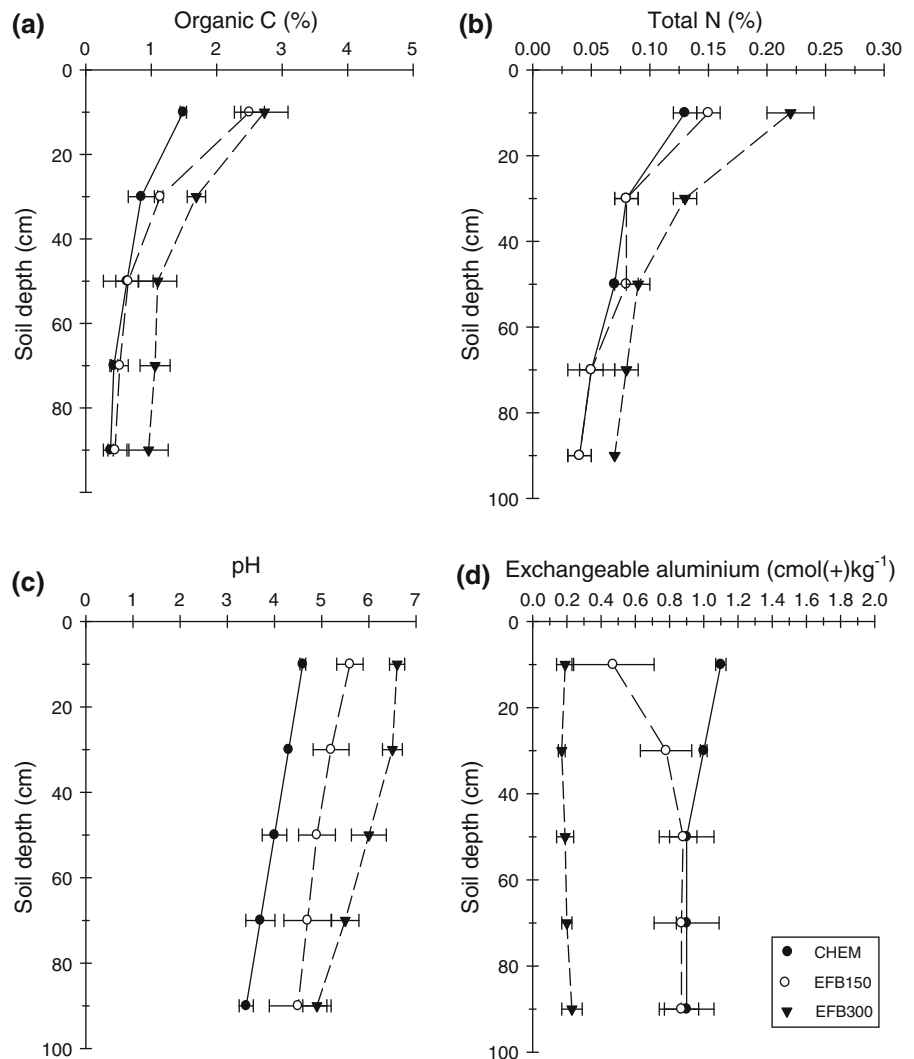 (a)
Organic C (%)
0 1 2 3 4 5
0
20
40
60
80
Soil depth (cm)
(b)
Total N (%)
0.00 0.05 0.10 0.15 0.20 0.25 0.30
0
20
40
60
80
100
Soil depth (cm)
(c)
pH
0 1 2 3 4 5 6 7
0
20
40
60
80
100
Soil depth (cm)
(d)
Exchangeable aluminium (cmol(+)kg⁻¹)
0.0 0.2 0.4 0.6 0.8 1.0 1.2 1.4 1.6 1.8 2.0
0
20
40
60
80
100
Soil depth (cm)
CHEM
EFB150
EFB300